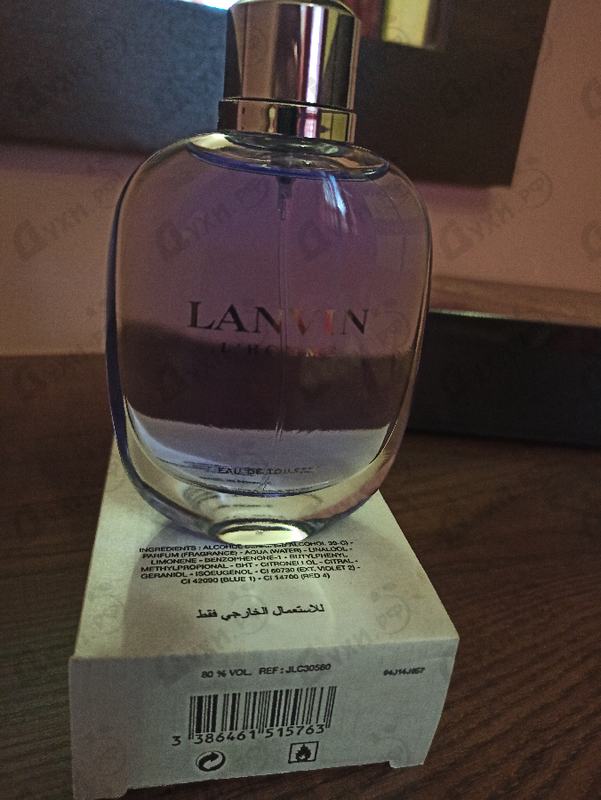 LANVIN
L'HOMME
EAU DE TOILETTE
PARFUM (FRAGRANCE) - AQUA (WATER) - LINALOOL -
LIMONENE - BENZOPHENONE-1 - BUTYLPHENYL
METHYLPROPIONAL - BHT - CITRONELLOL - CITRAL -
GERANIOL - ISOEUGENOL - CI 60730 (EXT. VIOLET 2) -
CI 42090 (BLUE 1) - CI 14700 (RED 4)
للاستعمال الخارجي فقط
80 % VOL. REF : JLC30580
3 386461 515763